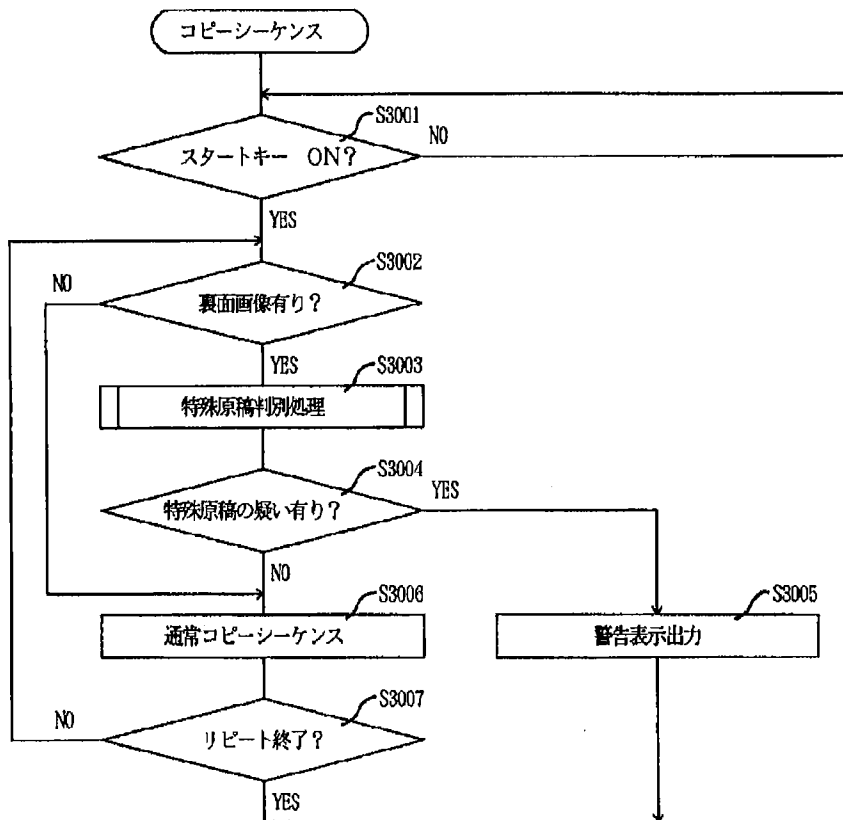 コピーシーケンス
S3001
スタートキー ON?
NO
YES
S3002
NO
裏面画像有り?
YES
S3003
特殊原稿判別処理
S3004
特殊原稿の疑い有り?
YES
NO
S3006
通常コピーシーケンス
S3005
警告表示出力
S3007
NO
リピート終了?
YES